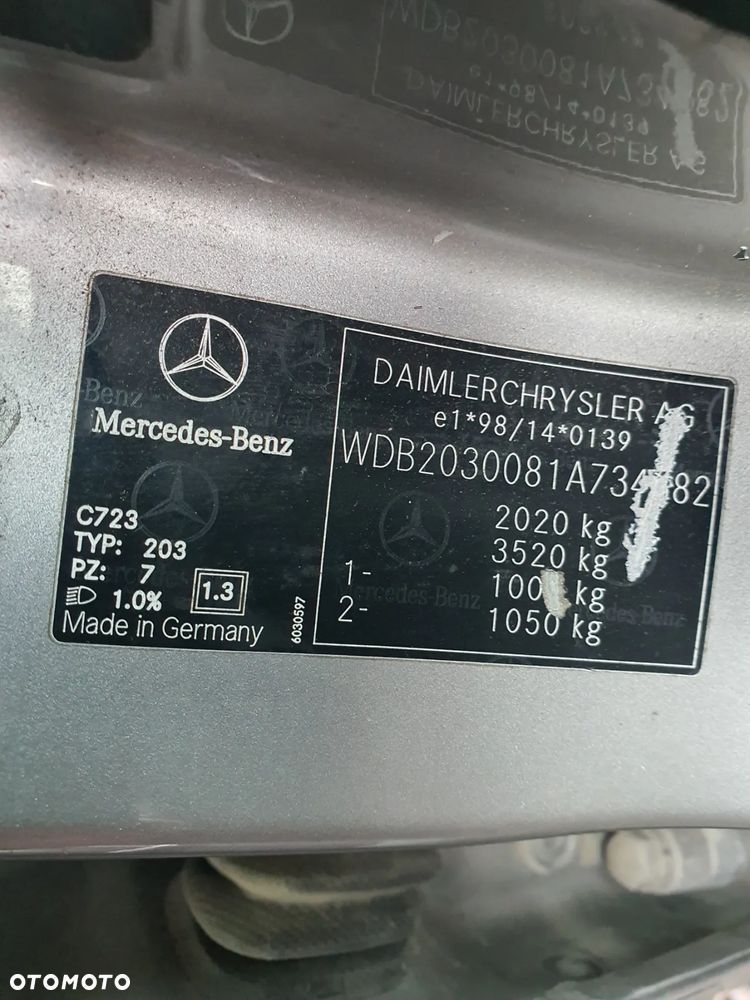 Mercedes-Benz
C723
TYP: 203
PZ: 7
1.0%
1.3
Made in Germany
6030597
DAIMLERCHRYSLER AG
e1*98/14*0139
2020 kg
3520 kg
1- kg
2- 1050 kg
OTOMOTO